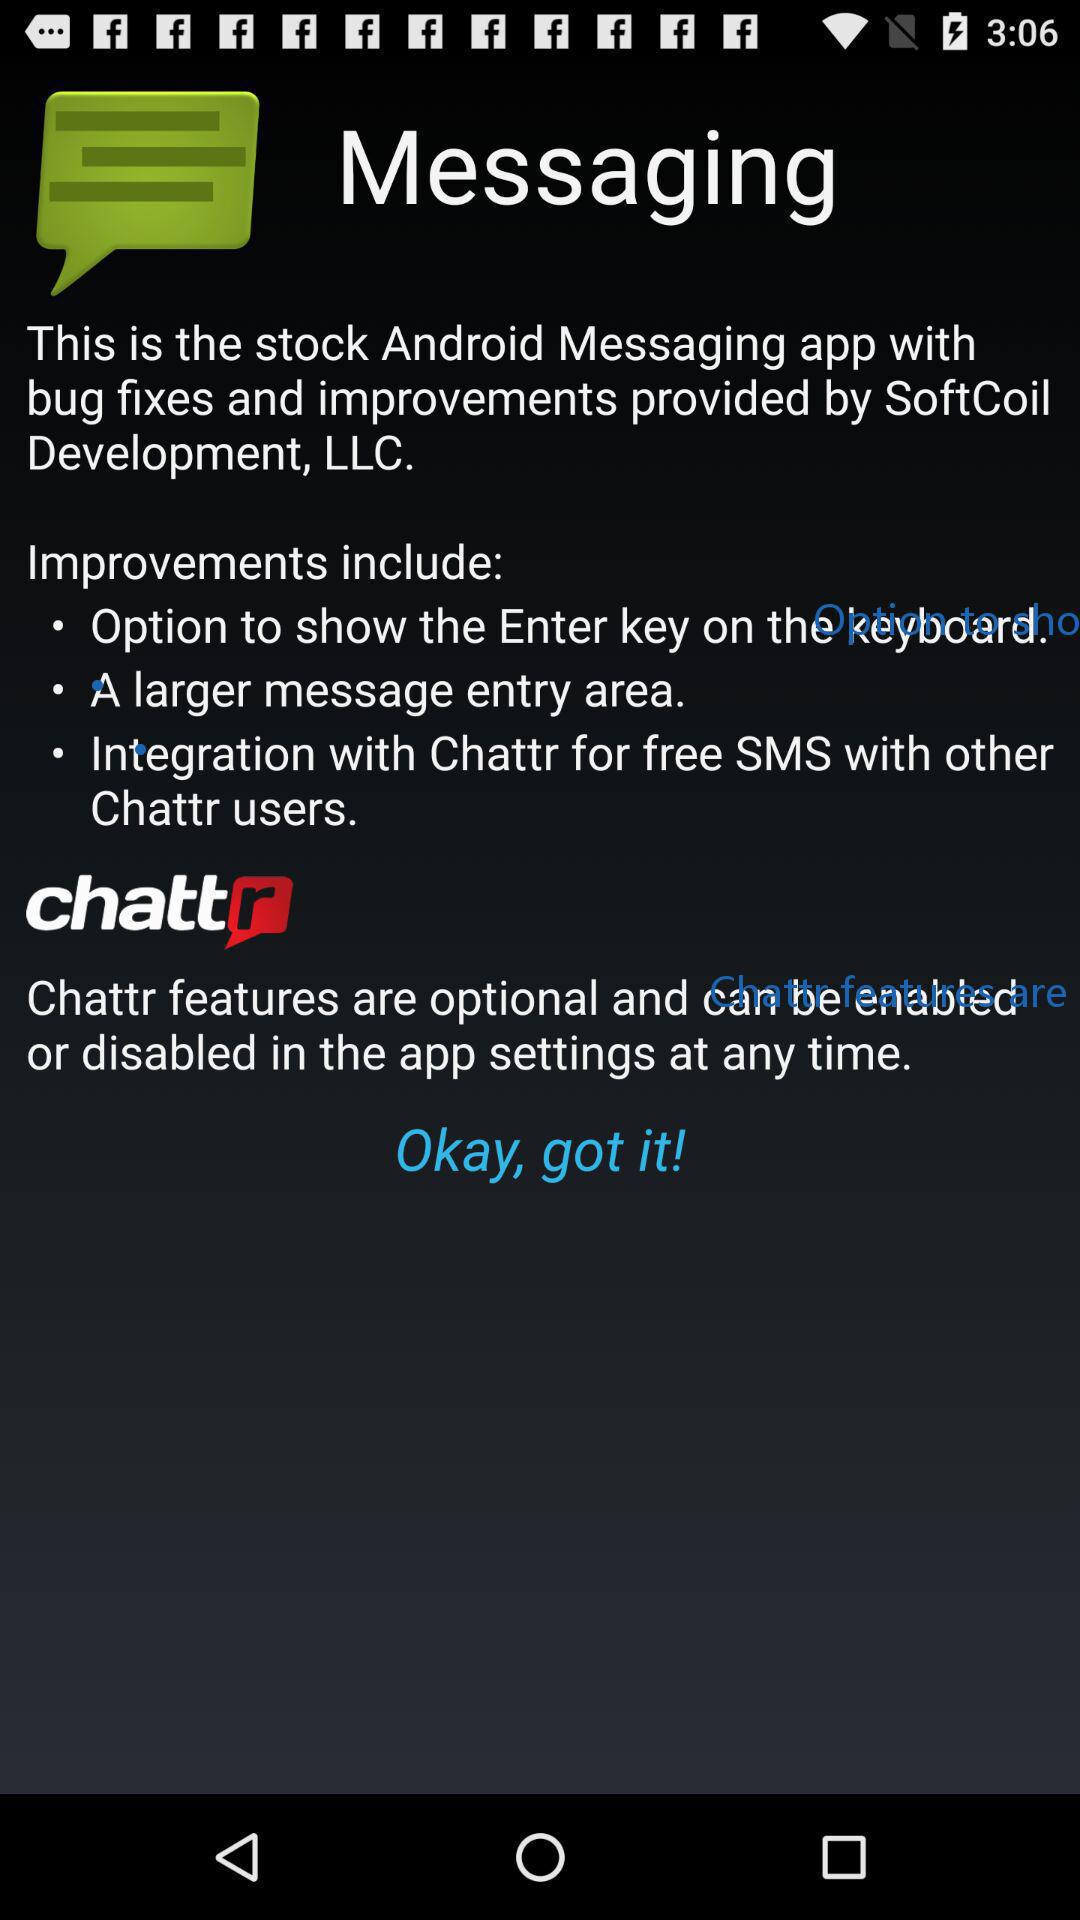 3:06
Messaging
This is the stock Android Messaging app with
bug fixes and improvements provided by SoftCoil
Development, LLC.
Improvements include:
• Option to show the Enter key on the keyboard.
Option to sho
• A larger message entry area.
• Integration with Chattr for free SMS with other
Chattr users.
chattr
Chattr features are optional and can be enabled
Chattr features are
or disabled in the app settings at any time.
Okay, got it!